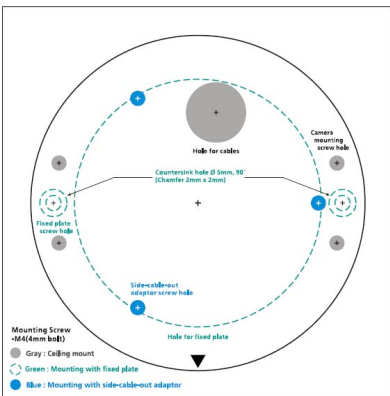 Hole for cables
Camera
mounting
screw hole
Countersink hole Ø 5mm, 90˚
(Chamfer 2mm x 2mm)
Fixed plate
screw hole
Side-cable-out
adaptor screw hole
Hole for fixed plate
Mounting Screw
-M4(4mm bolt)
Gray : Ceiling mount
Green : Mounting with fixed plate
Blue : Mounting with side-cable-out adaptor